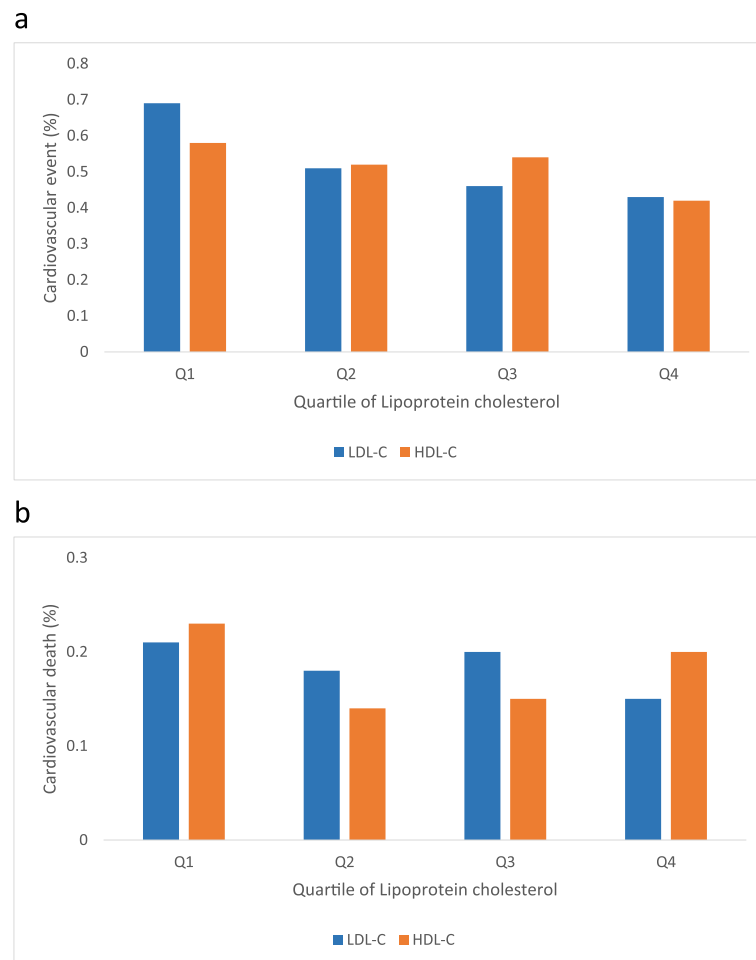 a
0.8
0.7
0.6
0.5
0.4
0.3
0.2
0.1
0
Cardiovascular event (%)
Q1 Q2 Q3 Q4
Quartile of Lipoprotein cholesterol
LDL-C HDL-C
b
0.3
0.2
0.1
0
Cardiovascular death (%)
Q1 Q2 Q3 Q4
Quartile of Lipoprotein cholesterol
LDL-C HDL-C